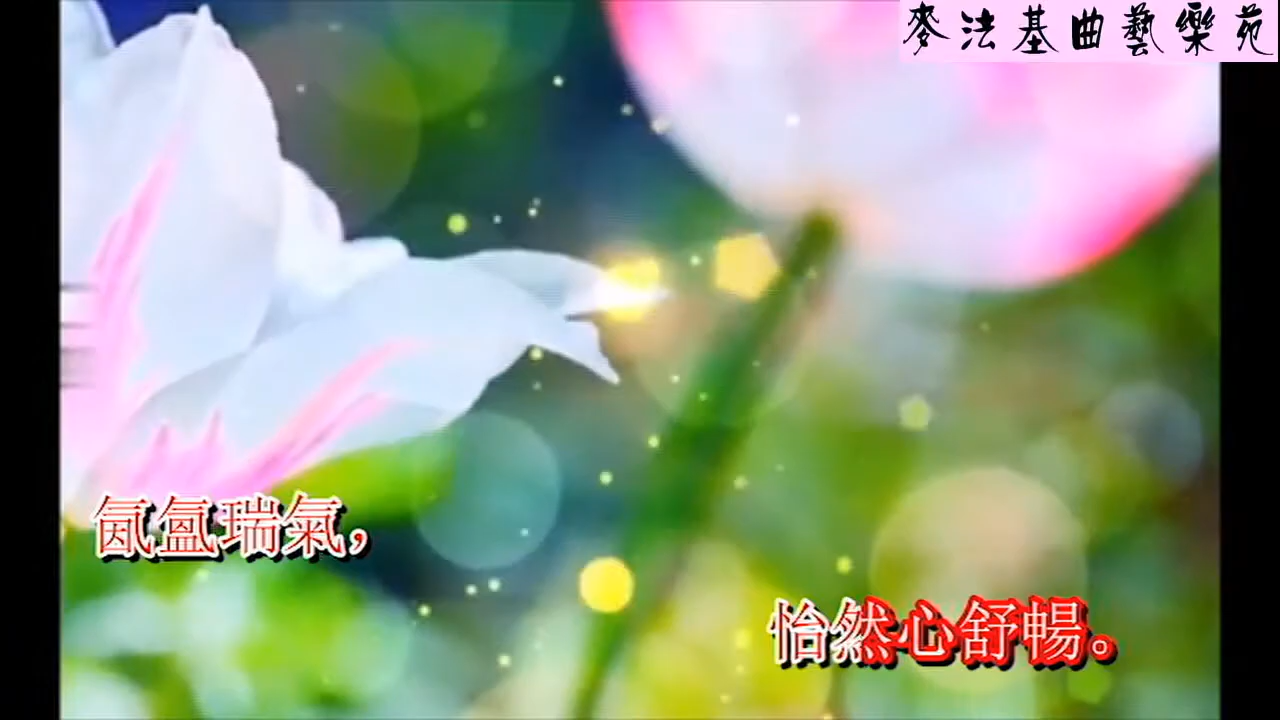 麥法基曲藝樂苑
氤氳瑞氣，
怡然心舒暢。